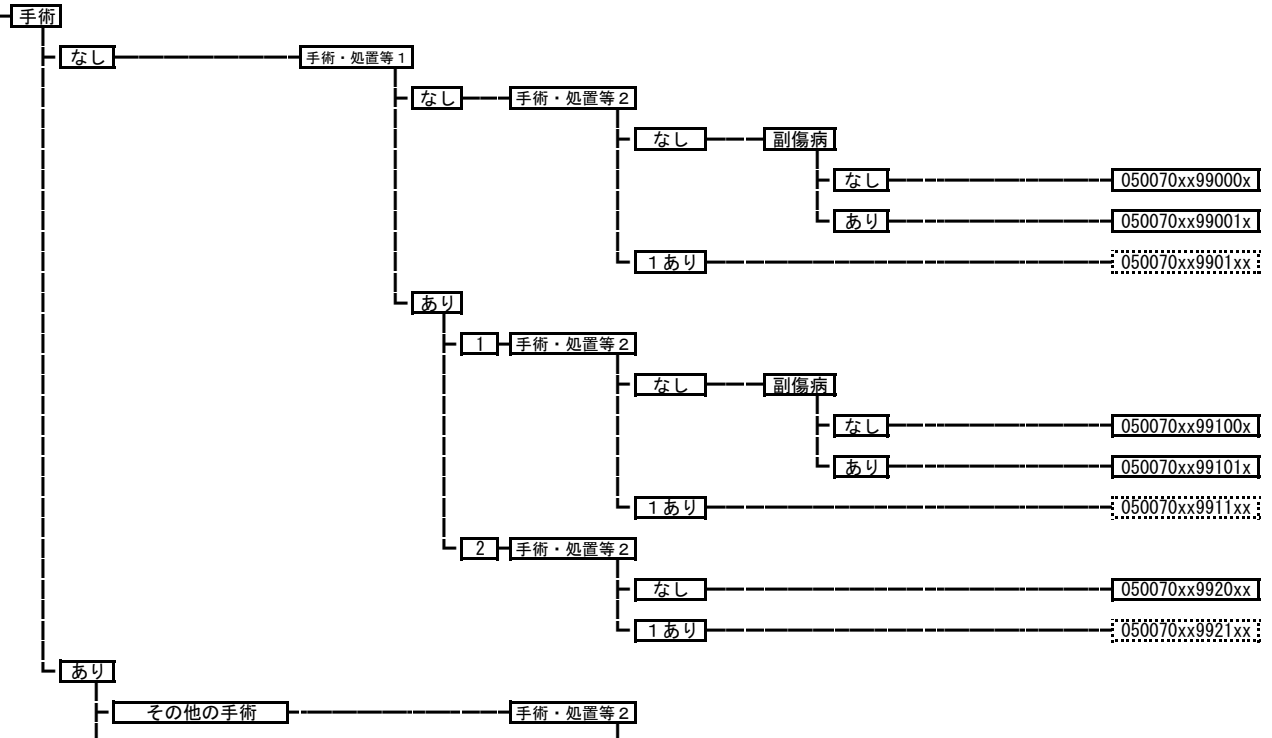 手術
なし 手術・処置等1
なし 手術・処置等2
なし 副傷病
なし 050070xx99000x
あり 050070xx99001x
1あり 050070xx9901xx
あり
1 手術・処置等2
なし 副傷病
なし 050070xx99100x
あり 050070xx99101x
1あり 050070xx9911xx
2 手術・処置等2
なし 050070xx9920xx
1あり 050070xx9921xx
あり
その他の手術 手術・処置等2